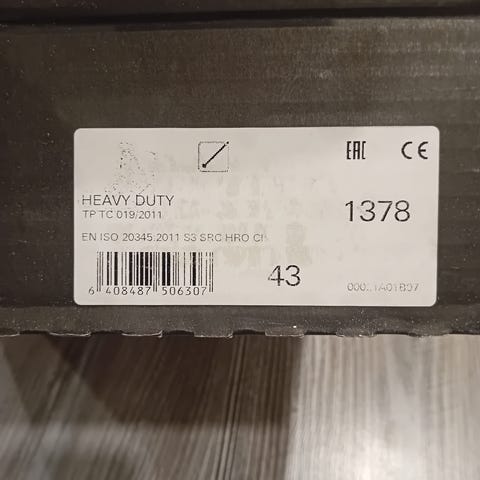 EAC CE
HEAVY DUTY
TP TC 019/2011
1378
EN ISO 20345:2011 S3 SRC HRO CI
43
6 408487 506307